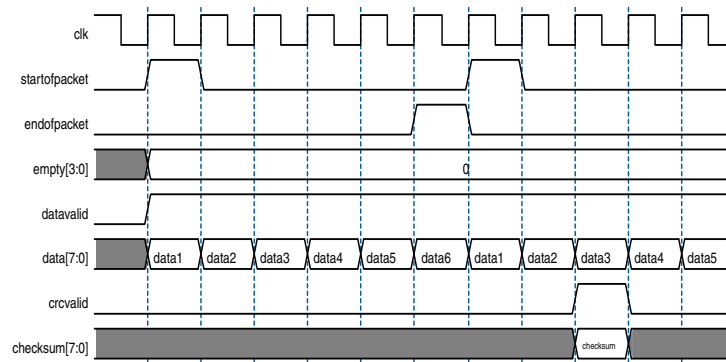 clk
startofpacket
endofpacket
empty[3:0] 0
datavalid
data[7:0] data1 data2 data3 data4 data5 data6 data1 data2 data3 data4 data5
crcvalid
checksum[7:0] checksum